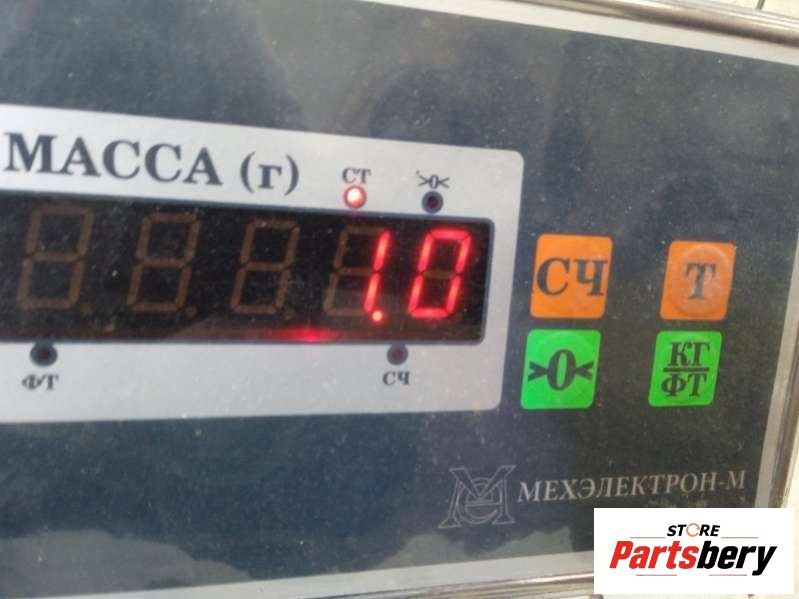 МАССА (г)
СТ >0<
1.0
ФТ СЧ
СЧ Т
>0< КГ
ФТ
МЕХЭЛЕКТРОН-М
STORE
Partsbery